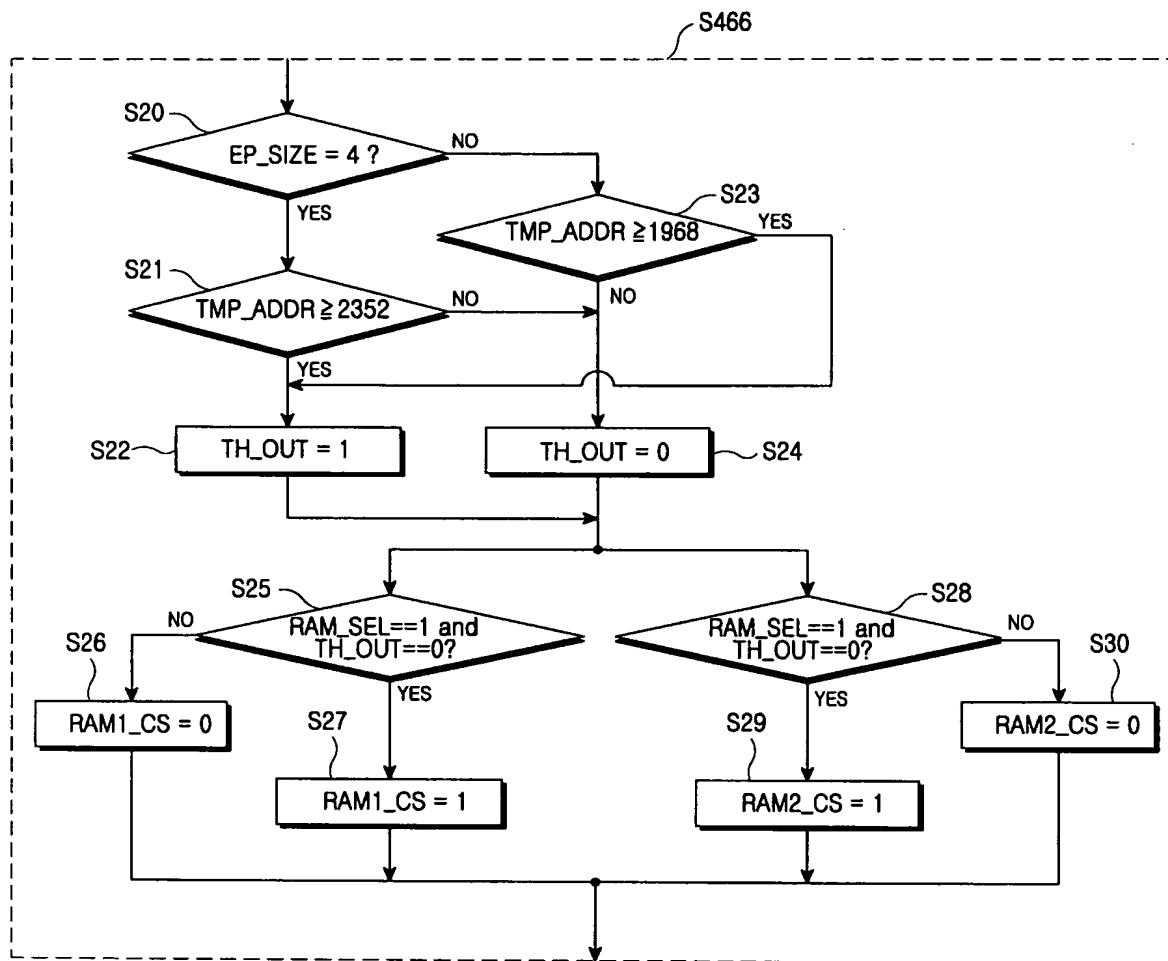 S466
S20
EP_SIZE = 4 ?
NO
YES
S23
TMP_ADDR ≧1968
YES
NO
S21
TMP_ADDR ≧ 2352
NO
YES
S22
TH_OUT = 1
TH_OUT = 0
S24
S25
RAM_SEL==1 and
TH_OUT==0?
NO
YES
S28
RAM_SEL==1 and
TH_OUT==0?
NO
YES
S26
RAM1_CS = 0
S27
RAM1_CS = 1
S29
RAM2_CS = 1
S30
RAM2_CS = 0